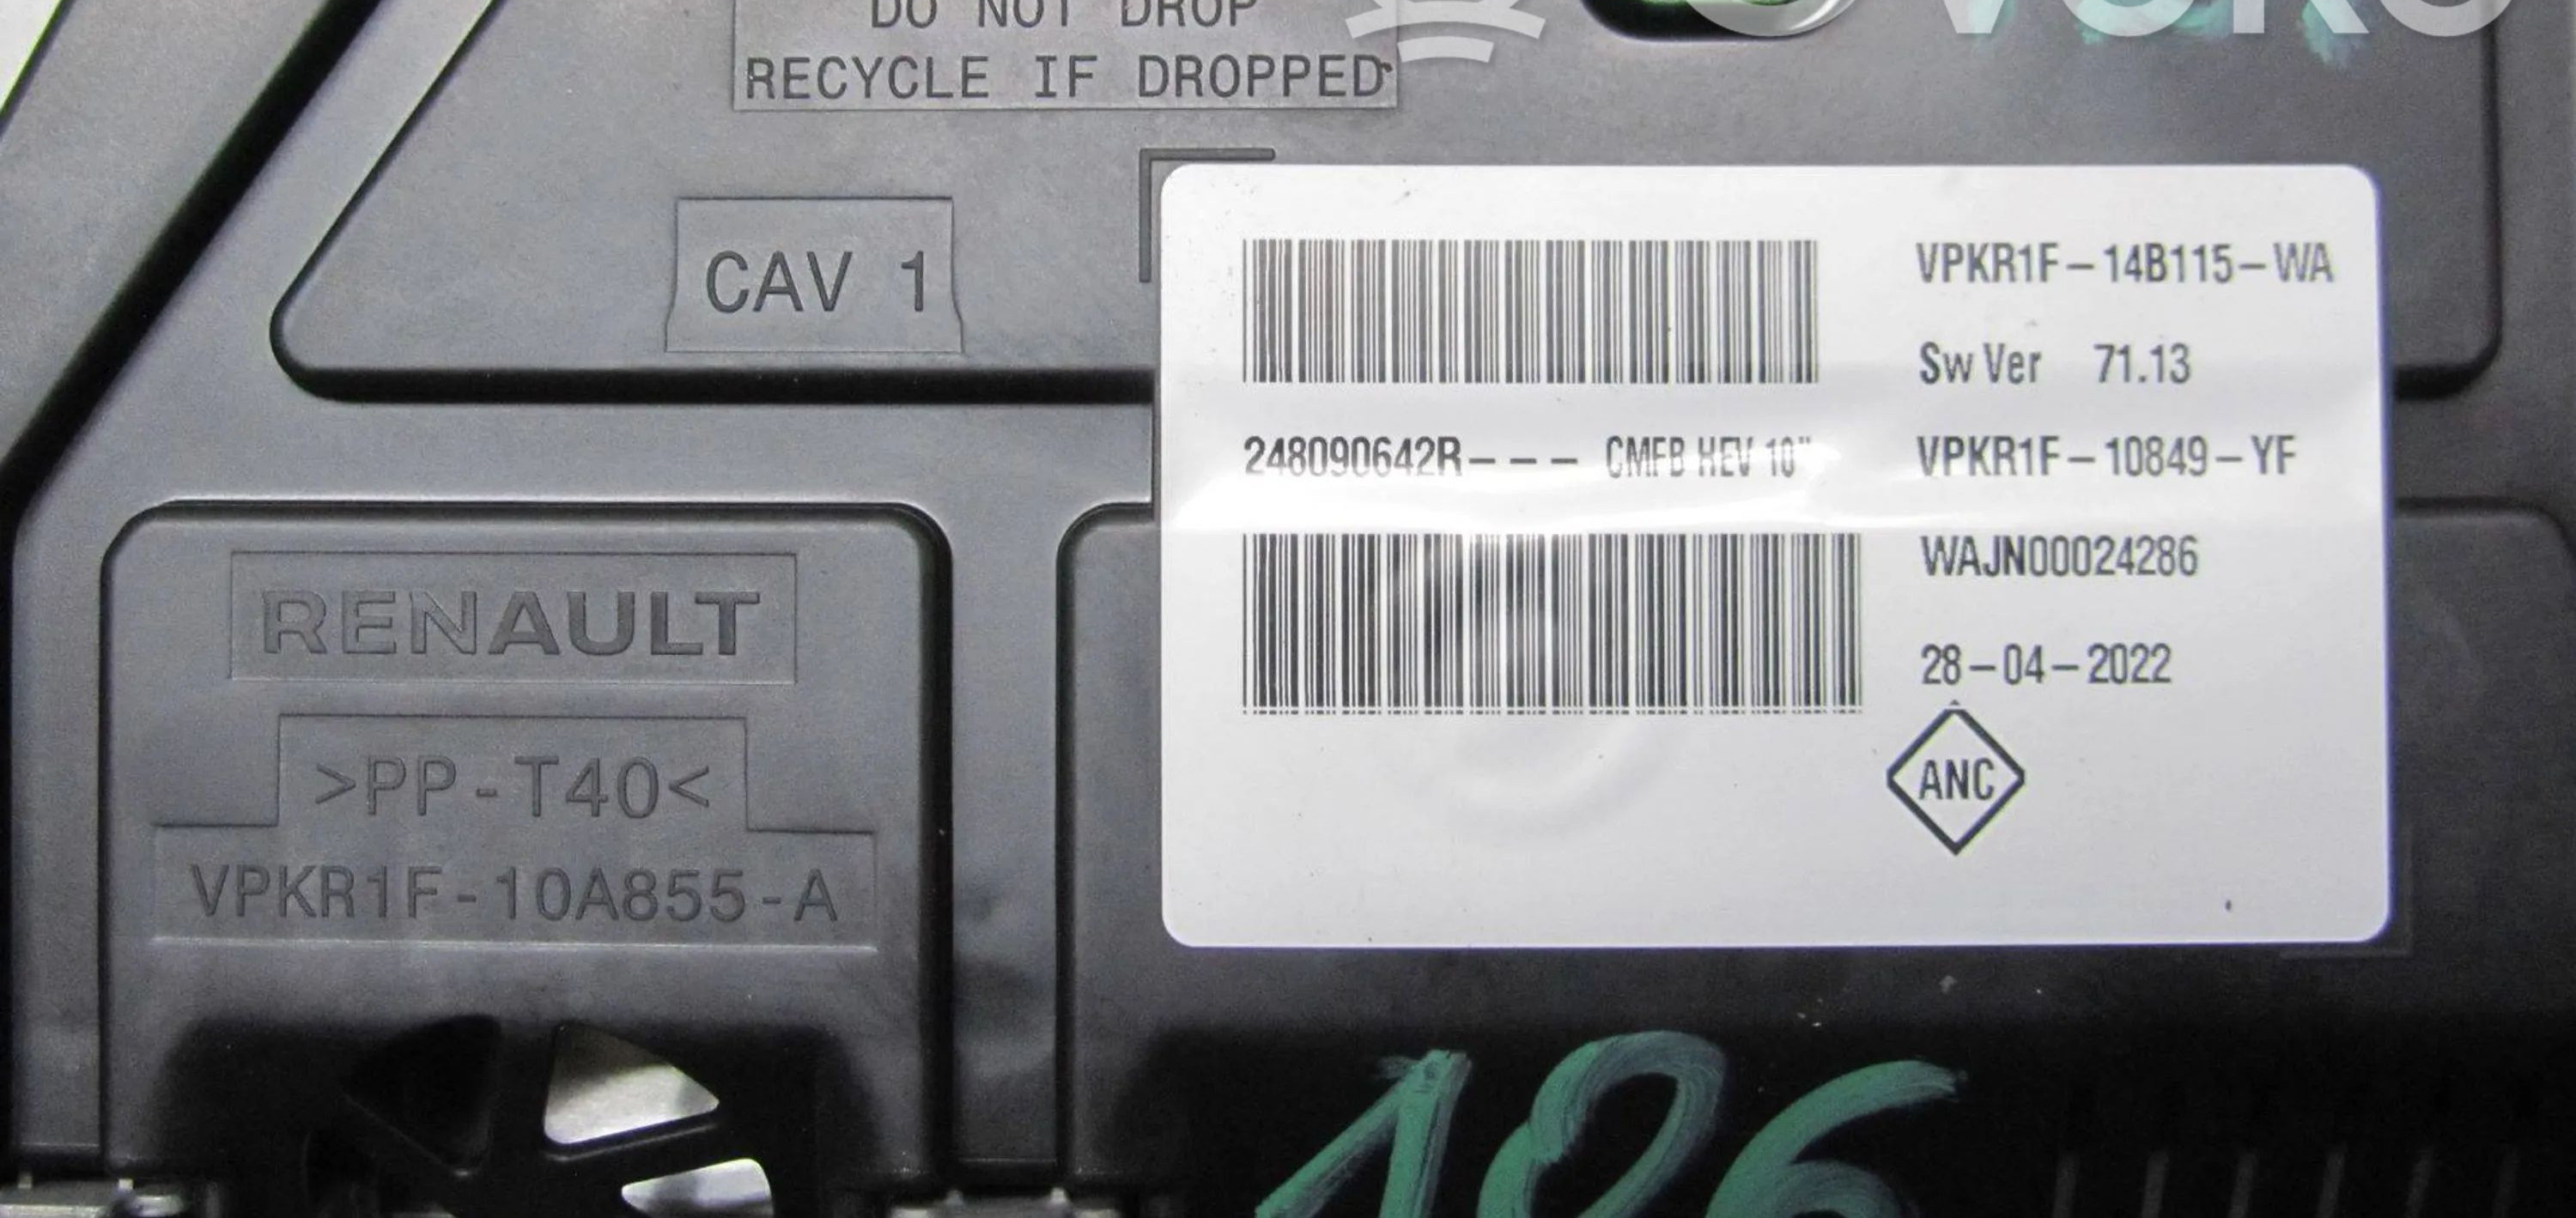 DO NOT DROP
RECYCLE IF DROPPED
CAV 1
VPKR1F-14B115-WA
Sw Ver 71.13
248090642R--- CMFB HEV 10" VPKR1F-10849-YF
WAJN00024286
28-04-2022
ANC
RENAULT
>PP-T40<
VPKR1F-10A855-A